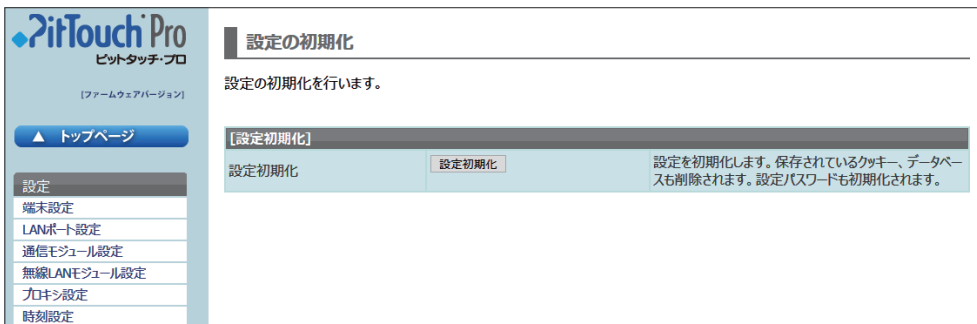 PitTouch Pro
ピットタッチ・プロ
[ファームウェアバージョン]
▲ トップページ
設定
端末設定
LANポート設定
通信モジュール設定
無線LANモジュール設定
プロキシ設定
時刻設定
設定の初期化
設定の初期化を行います。
[設定初期化]
設定初期化
設定初期化
設定を初期化します。保存されているクッキー、データベー
スも削除されます。設定パスワードも初期化されます。